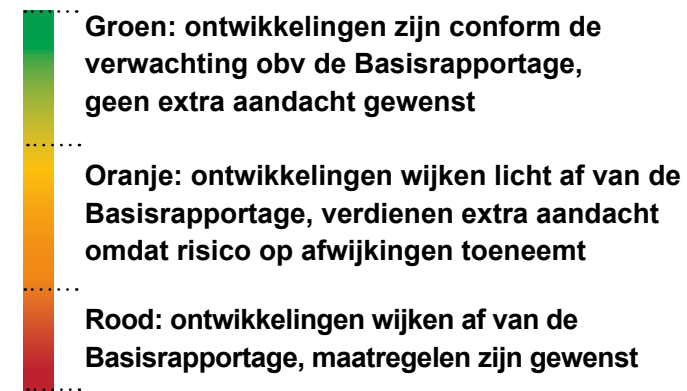 Groen: ontwikkelingen zijn conform de
verwachting obv de Basisrapportage,
geen extra aandacht gewenst
Oranje: ontwikkelingen wijken licht af van de
Basisrapportage, verdienen extra aandacht
omdat risico op afwijkingen toeneemt
Rood: ontwikkelingen wijken af van de
Basisrapportage, maatregelen zijn gewenst